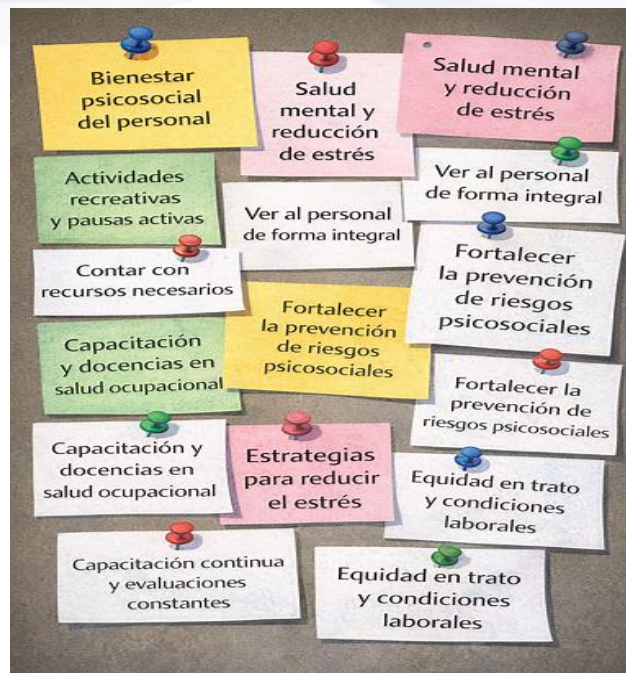 Bienestar
psicosocial
del personal
Salud
mental y
reducción
de estrés
Salud mental
y reducción
de estrés
Actividades
recreativas
y pausas activas
Ver al personal
de forma integral
Ver al personal
de forma integral
Contar con
recursos necesarios
Fortalecer
la prevención
de riesgos
psicosociales
Fortalecer
la prevención
de riesgos
psicosociales
Capacitación
y docencias en
salud ocupacional
Fortalecer la
prevención de
riesgos psicosociales
Capacitación y
docencias en
salud ocupacional
Estrategias
para reducir
el estrés
Equidad en trato
y condiciones
laborales
Capacitación continua
y evaluaciones
constantes
Equidad en trato
y condiciones
laborales